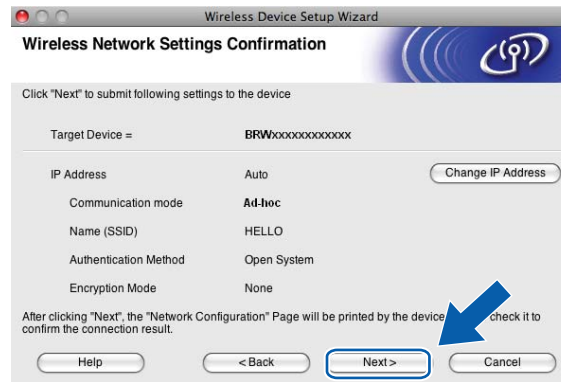 Wireless Device Setup Wizard
Wireless Network Settings Confirmation
Click "Next" to submit following settings to the device
Target Device = BRWxxxxxxxxxxxx
IP Address Auto Change IP Address
Communication mode Ad-hoc
Name (SSID) HELLO
Authentication Method Open System
Encryption Mode None
After clicking "Next", the "Network Configuration" Page will be printed by the device check it to
confirm the connection result.
Help < Back Next > Cancel